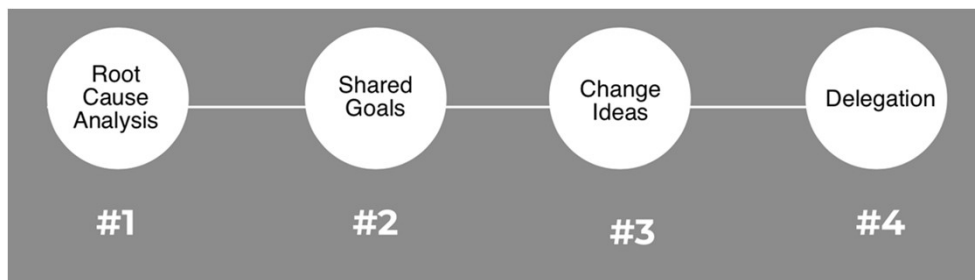 Root
Cause
Analysis
Shared
Goals
Change
Ideas
Delegation
#1
#2
#3
#4